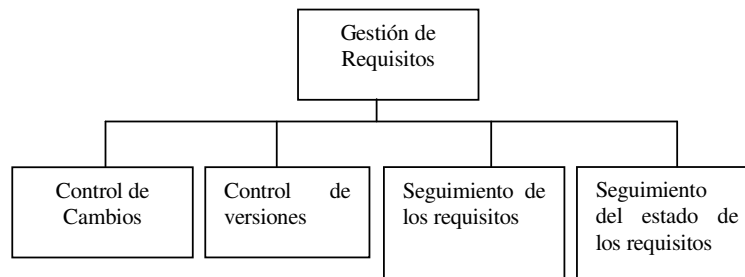 Gestión de
Requisitos
Control de
Cambios
Control de
versiones
Seguimiento de
los requisitos
Seguimiento
del estado de
los requisitos